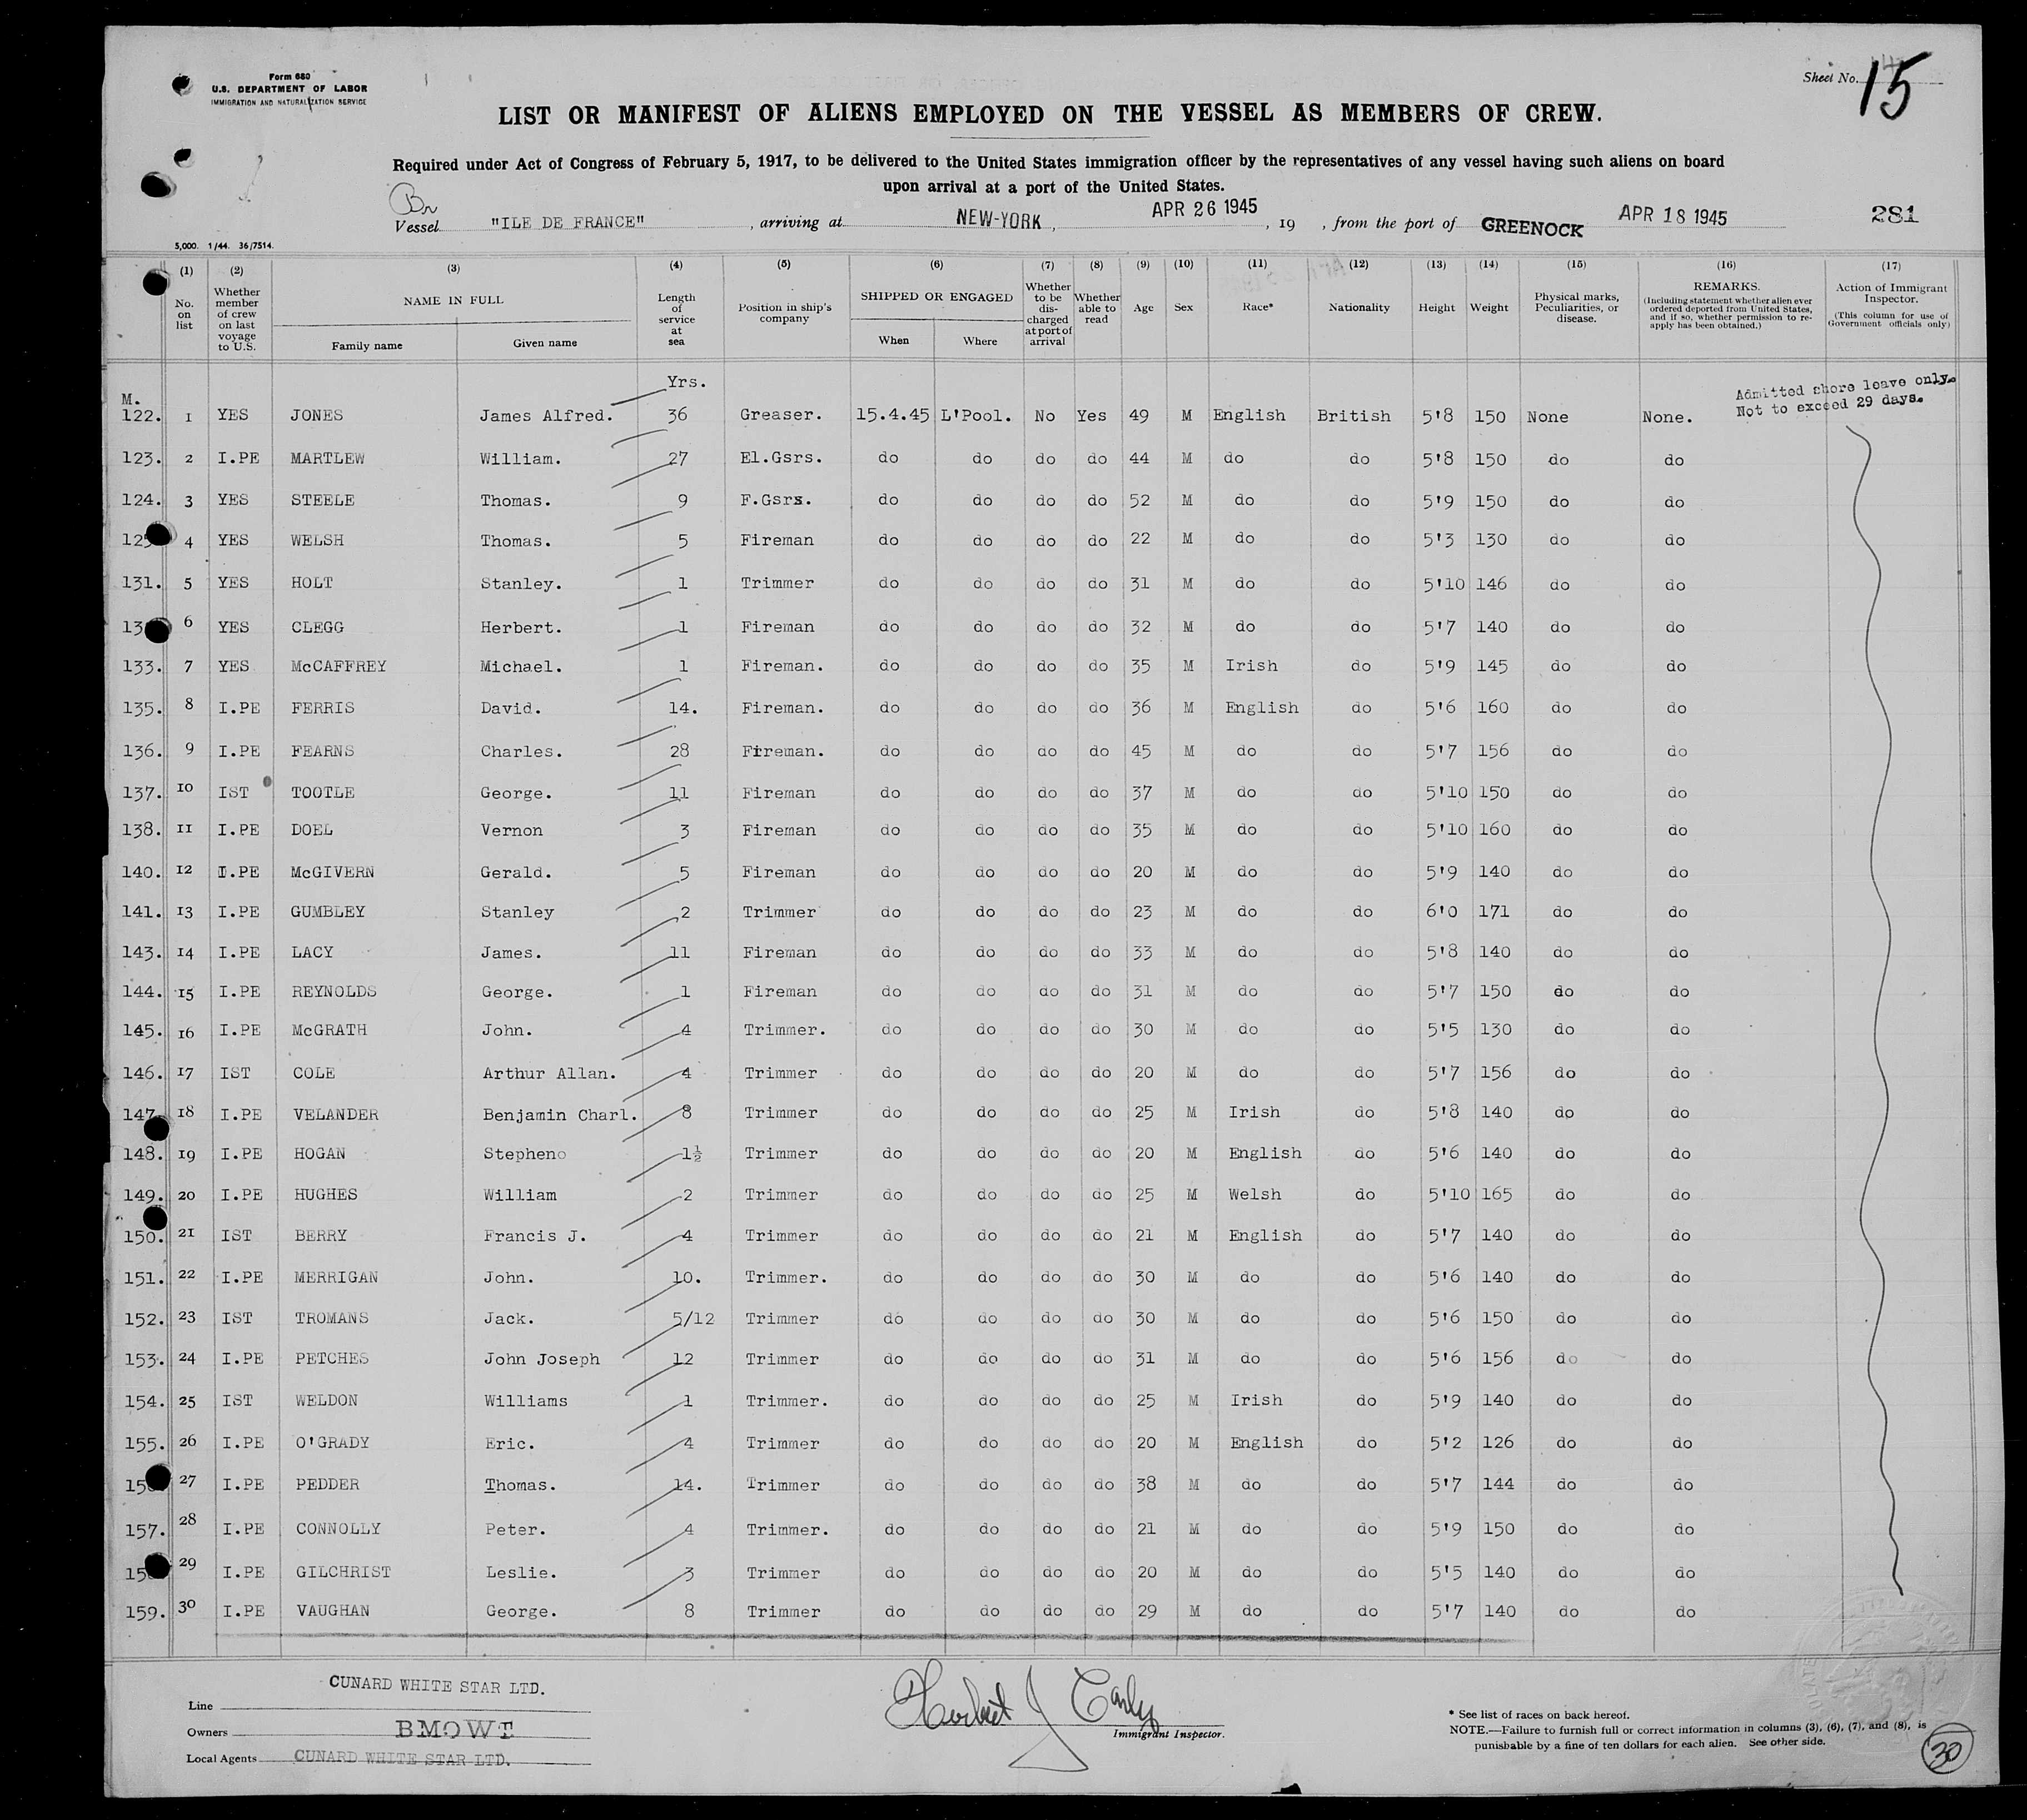 Form 680
U.S. DEPARTMENT OF LABOR
IMMIGRATION AND NATURALIZATION SERVICE
Sheet No. 15
LIST OR MANIFEST OF ALIENS EMPLOYED ON THE VESSEL AS MEMBERS OF CREW.
Required under Act of Congress of February 5, 1917, to be delivered to the United States immigration officer by the representatives of any vessel having such aliens on board
upon arrival at a port of the United States.
Br
Vessel "ILE DE FRANCE", arriving at NEW-YORK, APR 26 1945, 19 , from the port of GREENOCK APR 18 1945 281
5,000. 1/44. 36/7514.
(1) No. on list (2) Whether member of crew on last voyage to U.S. (3) NAME IN FULL Family name Given name (4) Length of service at sea (5) Position in ship's company (6) SHIPPED OR ENGAGED When Where (7) Whether to be discharged at port of arrival (8) Whether able to read (9) Age (10) Sex (11) Race* (12) Nationality (13) Height (14) Weight (15) Physical marks, Peculiarities, or disease. (16) REMARKS. (Including statement whether alien ever ordered deported from United States, and if so, whether permission to re-apply has been obtained.) (17) Action of Immigrant Inspector. (This column for use of Government officials only)
Yrs.
Admitted shore leave only.
Not to exceed 29 days.
M.
122. 1 YES JONES James Alfred. 36 Greaser. 15.4.45 L'Pool. No Yes 49 M English British 5'8 150 None None.
123. 2 I.PE MARTLEW William. 27 El.Gsrs. do do do do 44 M do do 5'8 150 do do
124. 3 YES STEELE Thomas. 9 F.Gsrs. do do do do 52 M do do 5'9 150 do do
4 YES WELSH Thomas. 5 Fireman do do do do 22 M do do 5'3 130 do do
131. 5 YES HOLT Stanley. 1 Trimmer do do do do 31 M do do 5'10 146 do do
6 YES CLEGG Herbert. 1 Fireman do do do do 32 M do do 5'7 140 do do
133. 7 YES McCAFFREY Michael. 1 Fireman. do do do do 35 M Irish do 5'9 145 do do
135. 8 I.PE FERRIS David. 14. Fireman. do do do do 36 M English do 5'6 160 do do
136. 9 I.PE FEARNS Charles. 28 Fireman. do do do do 45 M do do 5'7 156 do do
137. 10 IST TOOTLE George. 11 Fireman do do do do 37 M do do 5'10 150 do do
138. 11 I.PE DOEL Vernon 3 Fireman do do do do 35 M do do 5'10 160 do do
140. 12 I.PE McGIVERN Gerald. 5 Fireman do do do do 20 M do do 5'9 140 do do
141. 13 I.PE GUMBLEY Stanley 2 Trimmer do do do do 23 M do do 6'0 171 do do
143. 14 I.PE LACY James. 11 Fireman do do do do 33 M do do 5'8 140 do do
144. 15 I.PE REYNOLDS George. 1 Fireman do do do do 31 M do do 5'7 150 do do
145. 16 I.PE McGRATH John. 4 Trimmer. do do do do 30 M do do 5'5 130 do do
146. 17 IST COLE Arthur Allan. 4 Trimmer do do do do 20 M do do 5'7 156 do do
147. 18 I.PE VELANDER Benjamin Charl. 8 Trimmer do do do do 25 M Irish do 5'8 140 do do
148. 19 I.PE HOGAN Stepheno 1½ Trimmer do do do do 20 M English do 5'6 140 do do
149. 20 I.PE HUGHES William 2 Trimmer do do do do 25 M Welsh do 5'10 165 do do
150. 21 IST BERRY Francis J. 4 Trimmer do do do do 21 M English do 5'7 140 do do
151. 22 I.PE MERRIGAN John. 10. Trimmer. do do do do 30 M do do 5'6 140 do do
152. 23 IST TROMANS Jack. 5/12 Trimmer do do do do 30 M do do 5'6 150 do do
153. 24 I.PE PETCHES John Joseph 12 Trimmer do do do do 31 M do do 5'6 156 do do
154. 25 IST WELDON Williams 1 Trimmer. do do do do 25 M Irish do 5'9 140 do do
155. 26 I.PE O'GRADY Eric. 4 Trimmer do do do do 20 M English do 5'2 126 do do
27 I.PE PEDDER Thomas. 14. Trimmer do do do do 38 M do do 5'7 144 do do
157. 28 I.PE CONNOLLY Peter. 4 Trimmer. do do do do 21 M do do 5'9 150 do do
29 I.PE GILCHRIST Leslie. 3 Trimmer do do do do 20 M do do 5'5 140 do do
159. 30 I.PE VAUGHAN George. 8 Trimmer do do do do 29 M do do 5'7 140 do do
Line CUNARD WHITE STAR LTD.
Owners BMOWT
Local Agents CUNARD WHITE STAR LTD.
Herbert J Early
Immigrant Inspector.
* See list of races on back hereof.
NOTE.—Failure to furnish full or correct information in columns (3), (6), (7), and (8), is
punishable by a fine of ten dollars for each alien. See other side.
30